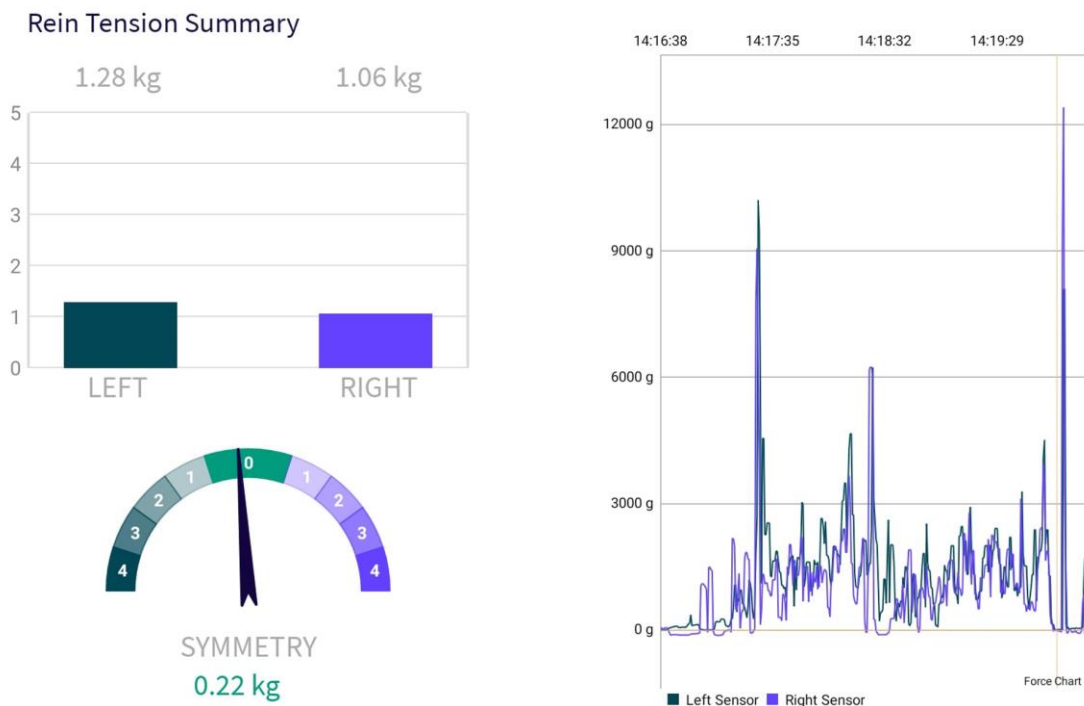 Rein Tension Summary
1.28 kg 1.06 kg
5
4
3
2
1
0
LEFT RIGHT
4 3 2 1 0 1 2 3 4
SYMMETRY
0.22 kg
14:16:38 14:17:35 14:18:32 14:19:29
12000 g
9000 g
6000 g
3000 g
0 g
Force Chart
Left Sensor Right Sensor